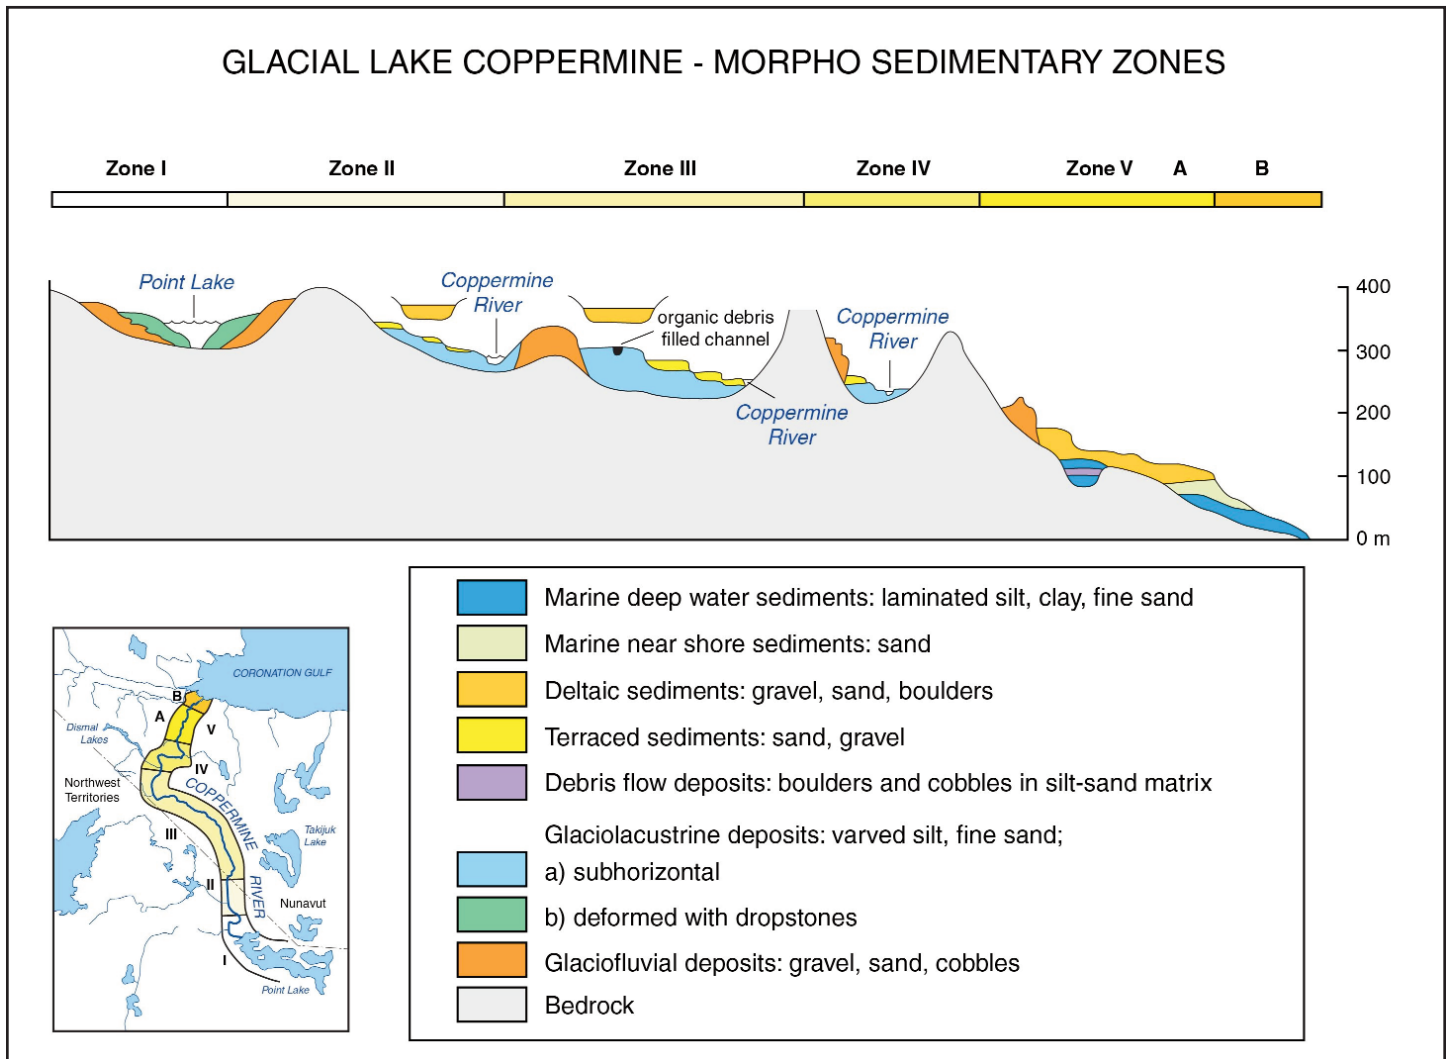 GLACIAL LAKE COPPERMINE - MORPHO SEDIMENTARY ZONES
Zone I
Zone II
Zone III
Zone IV
Zone V
A
B
Point Lake
Coppermine
River
organic debris
filled channel
Coppermine
River
Coppermine
River
400
300
200
100
0 m
Marine deep water sediments: laminated silt, clay, fine sand
Marine near shore sediments: sand
Deltaic sediments: gravel, sand, boulders
Terraced sediments: sand, gravel
Debris flow deposits: boulders and cobbles in silt-sand matrix
Glaciolacustrine deposits: varved silt, fine sand;
a) subhorizontal
b) deformed with dropstones
Glaciofluvial deposits: gravel, sand, cobbles
Bedrock
CORONATION GULF
B
A
V
Dismal
Lakes
IV
Northwest
Territories
COPPERMINE
RIVER
III
Takijuk
Lake
II
Nunavut
I
Point Lake